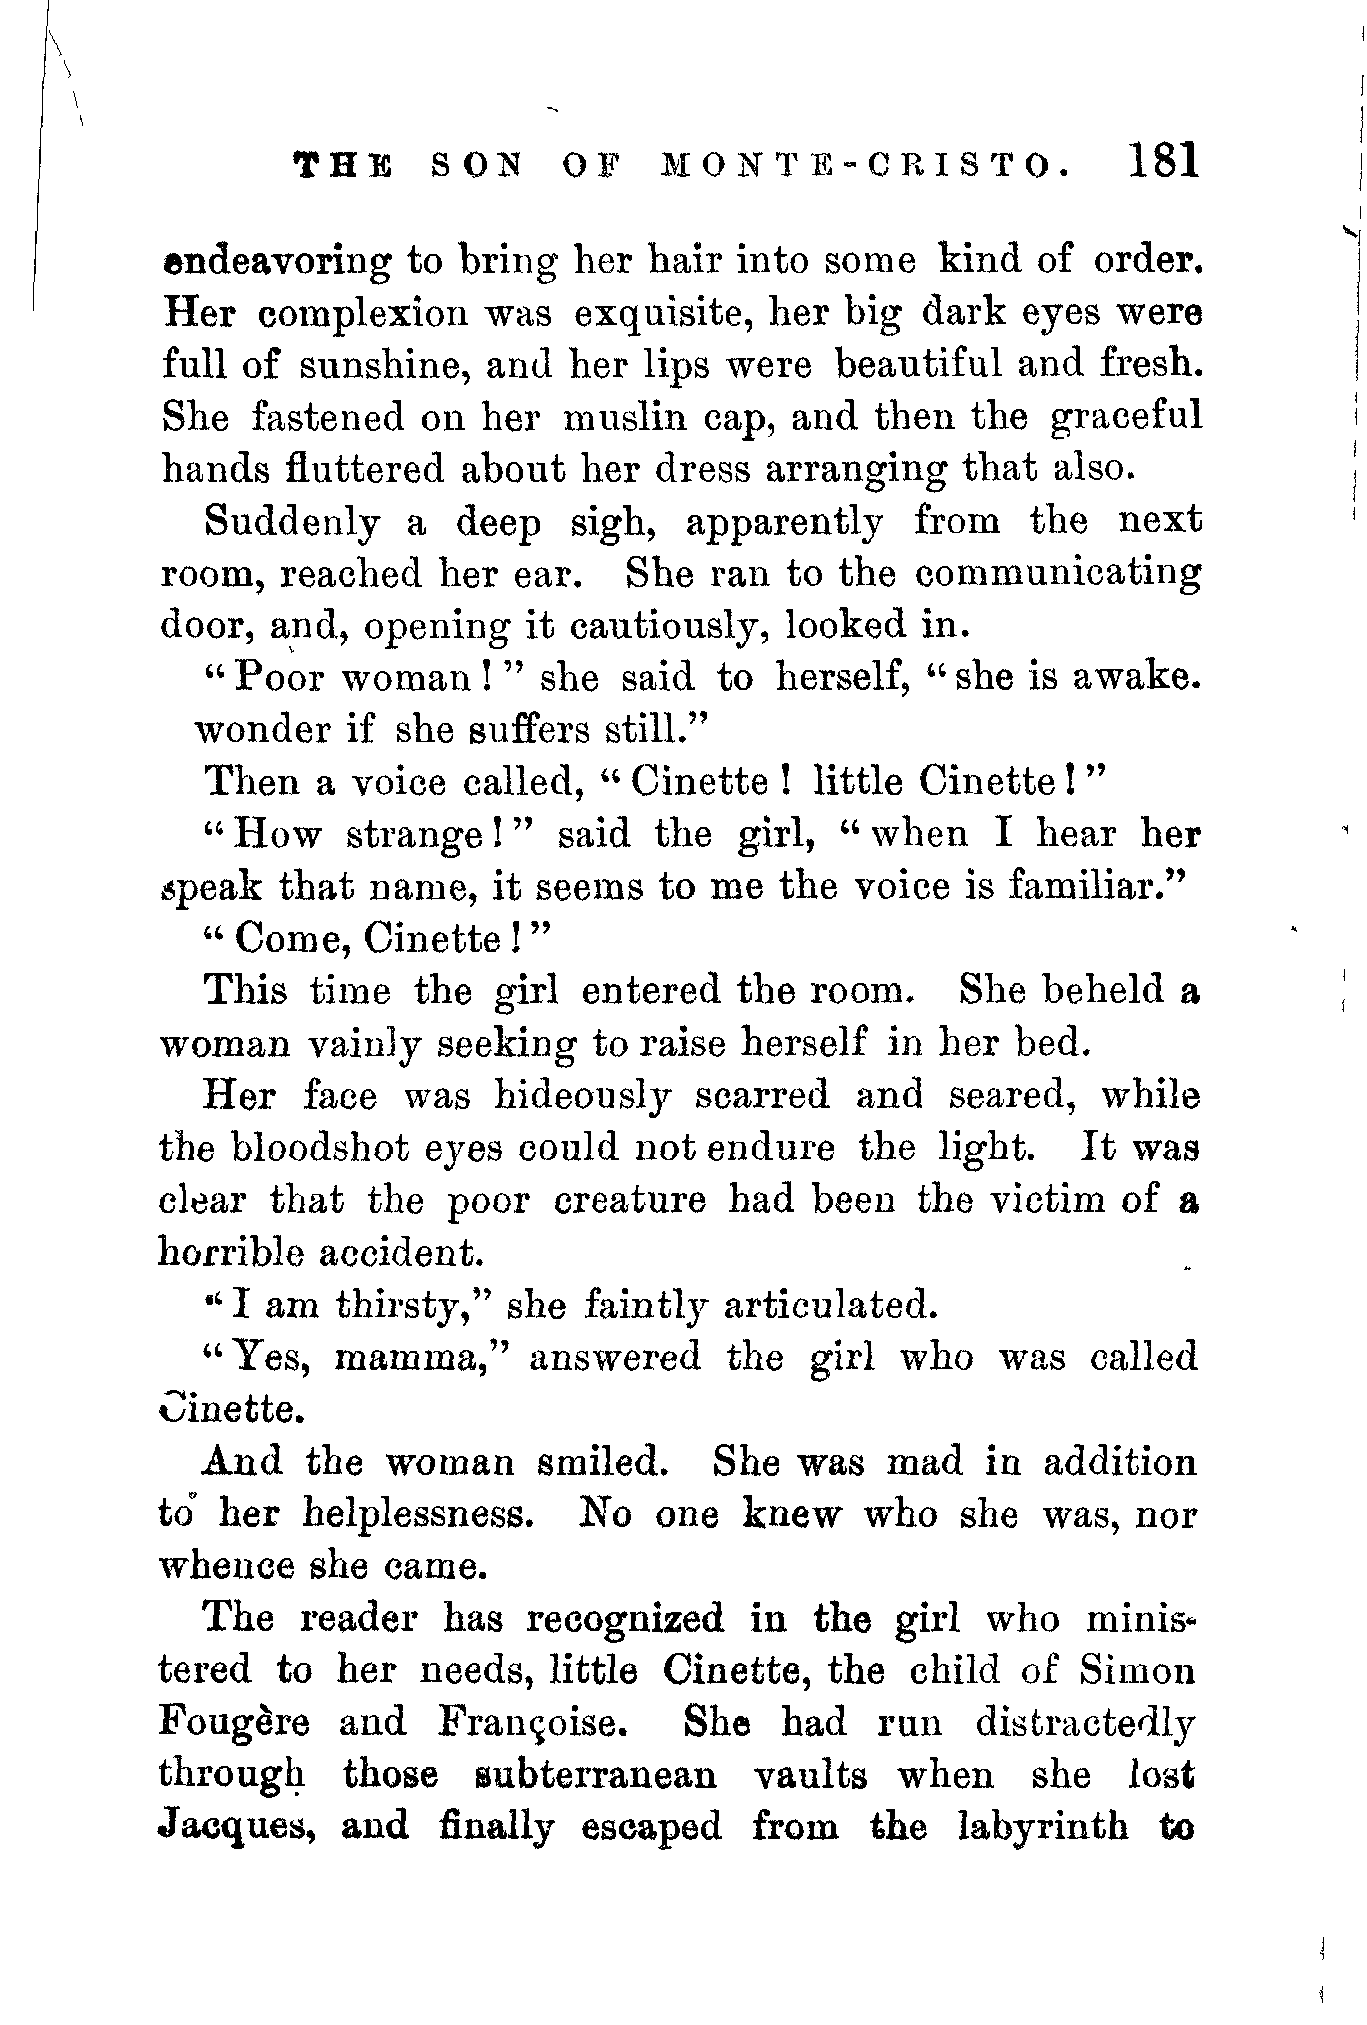 THE SON OF MONTE-CRISTO. 181
endeavoring to bring her hair into some kind of order.
Her complexion was exquisite, her big dark eyes were
full of sunshine, and her lips were beautiful and fresh.
She fastened on her muslin cap, and then the graceful
hands fluttered about her dress arranging that also.
Suddenly a deep sigh, apparently from the next
room, reached her ear. She ran to the communicating
door, and, opening it cautiously, looked in.
“Poor woman!” she said to herself, “she is awake.
wonder if she suffers still.”
Then a voice called, “Cinette! little Cinette!”
“How strange!” said the girl, “when I hear her
speak that name, it seems to me the voice is familiar.”
“Come, Cinette!”
This time the girl entered the room. She beheld a
woman vainly seeking to raise herself in her bed.
Her face was hideously scarred and seared, while
the bloodshot eyes could not endure the light. It was
clear that the poor creature had been the victim of a
horrible accident.
“I am thirsty,” she faintly articulated.
“Yes, mamma,” answered the girl who was called
Cinette.
And the woman smiled. She was mad in addition
to her helplessness. No one knew who she was, nor
whence she came.
The reader has recognized in the girl who minis-
tered to her needs, little Cinette, the child of Simon
Fougère and Françoise. She had run distractedly
through those subterranean vaults when she lost
Jacques, and finally escaped from the labyrinth to